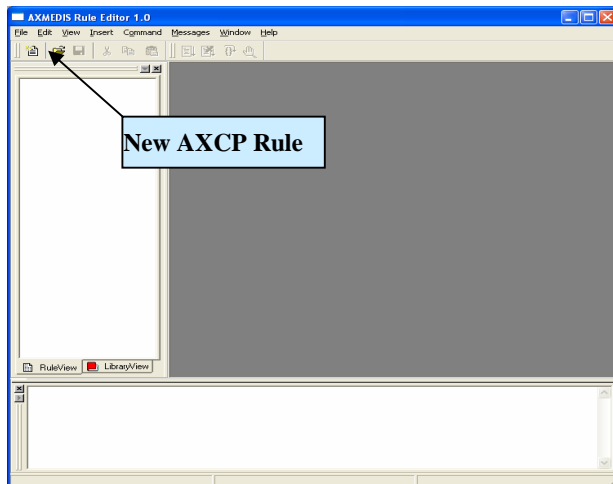 AXMEDIS Rule Editor 1.0
File Edit View Insert Command Messages Window Help
New AXCP Rule
RuleView LibraryView